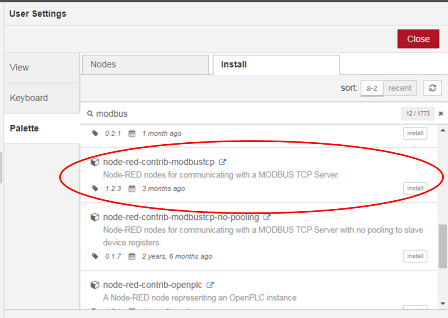 User Settings
Close
View
Keyboard
Palette
Nodes
Install
sort: a-z recent
modbus
12 / 1773
0.2.1 1 month ago
install
node-red-contrib-modbustcp
Node-RED nodes for communicating with a MODBUS TCP Server.
1.2.3 3 months ago
install
node-red-contrib-modbustcp-no-pooling
Node-RED nodes for communicating with a MODBUS TCP Server with no pooling to slave
device registers.
0.1.7 2 years, 6 months ago
install
node-red-contrib-openplc
A Node-RED node representing an OpenPLC instance